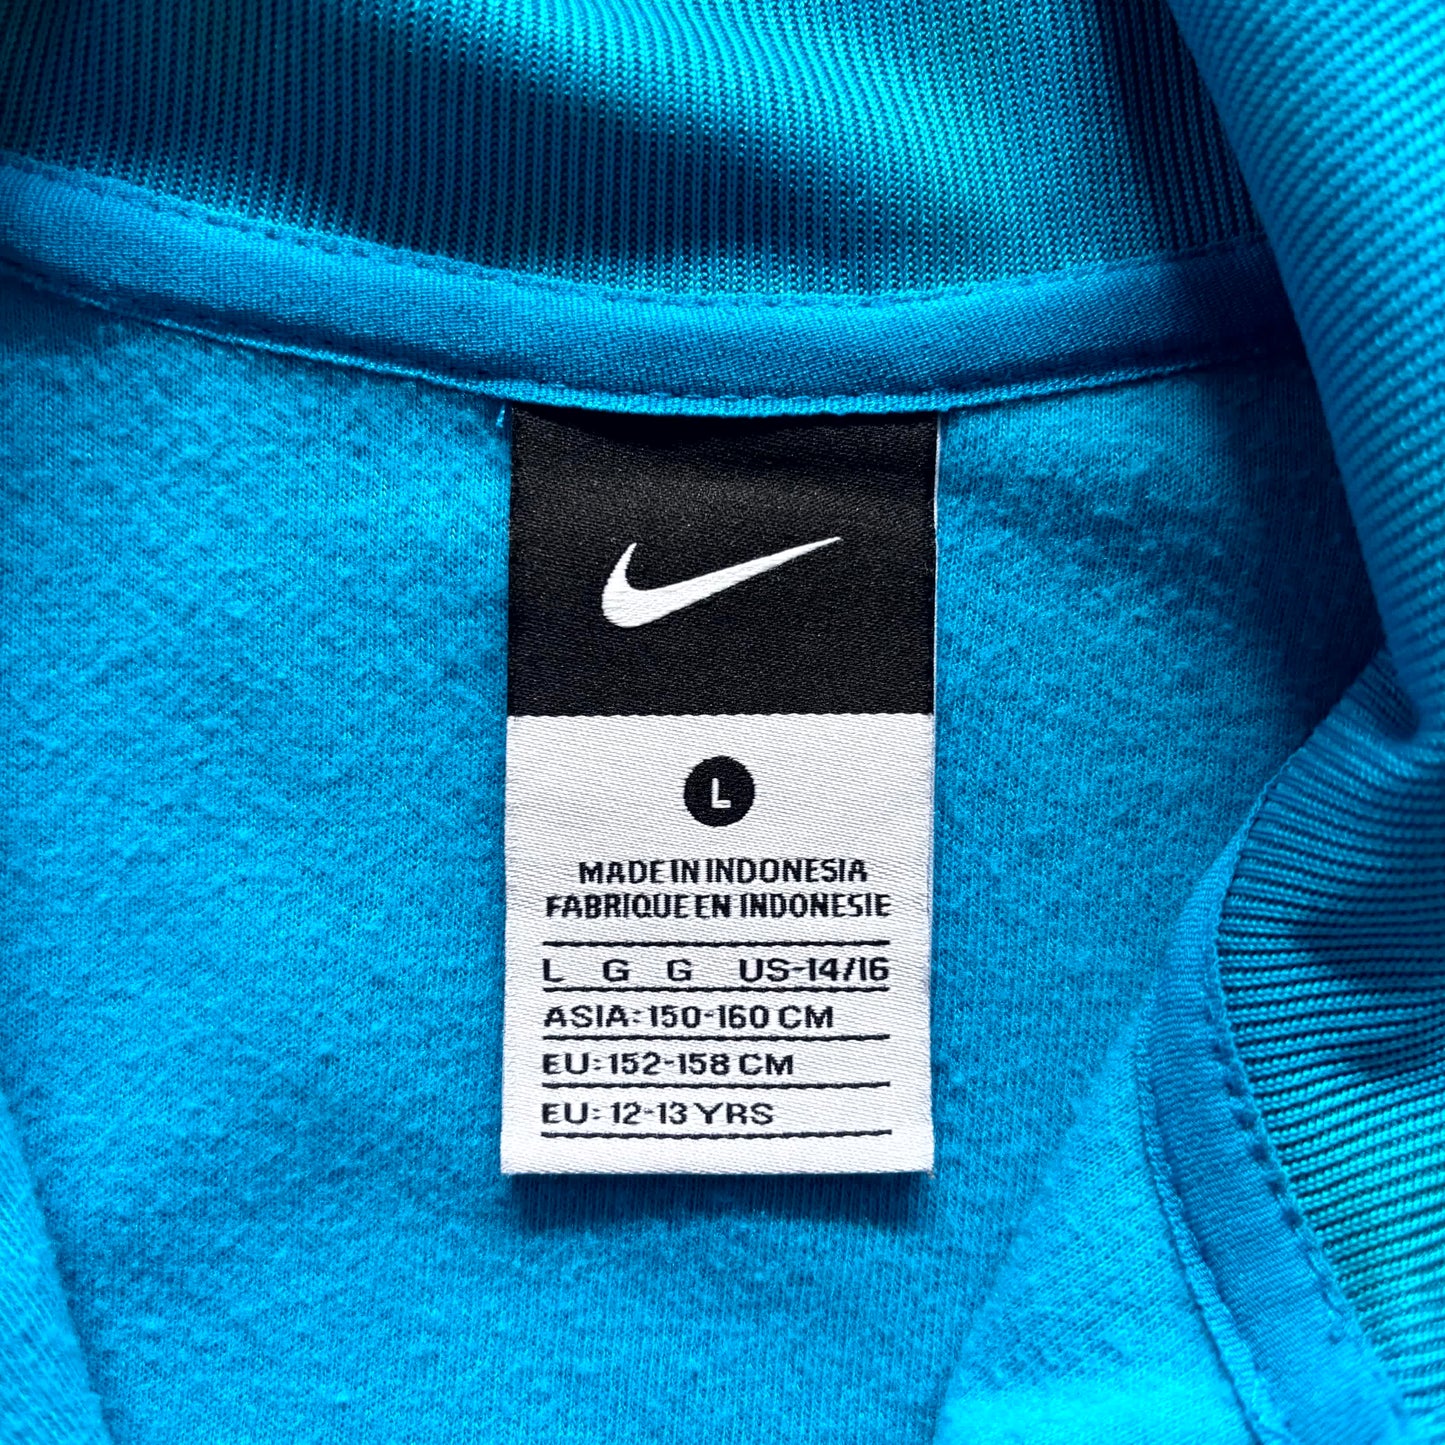 L
MADE IN INDONESIA
FABRIQUE EN INDONESIE
L G G US-14/16
ASIA: 150-160 CM
EU: 152-158 CM
EU: 12-13 YRS